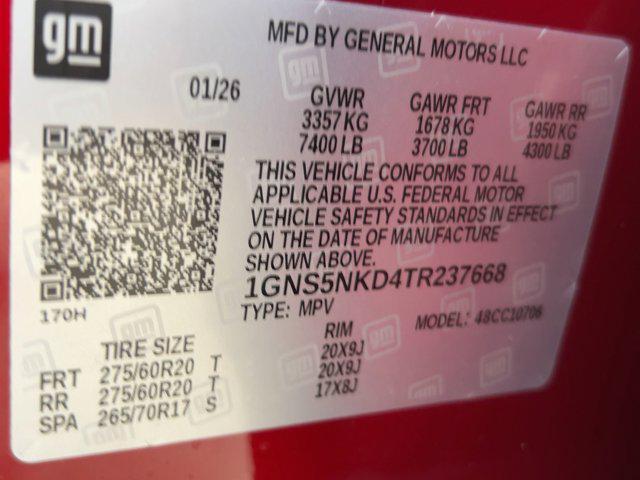 gm
MFD BY GENERAL MOTORS LLC
01/26
GVWR GAWR FRT GAWR RR
3357 KG 1678 KG 1950 KG
7400 LB 3700 LB 4300 LB
THIS VEHICLE CONFORMS TO ALL
APPLICABLE U.S. FEDERAL MOTOR
VEHICLE SAFETY STANDARDS IN EFFECT
ON THE DATE OF MANUFACTURE
SHOWN ABOVE.
1GNS5NKD4TR237668
TYPE: MPV MODEL: 48CC10706
170H
TIRE SIZE RIM
FRT 275/60R20 T 20X9J
RR 275/60R20 T 20X9J
SPA 265/70R17 S 17X8J